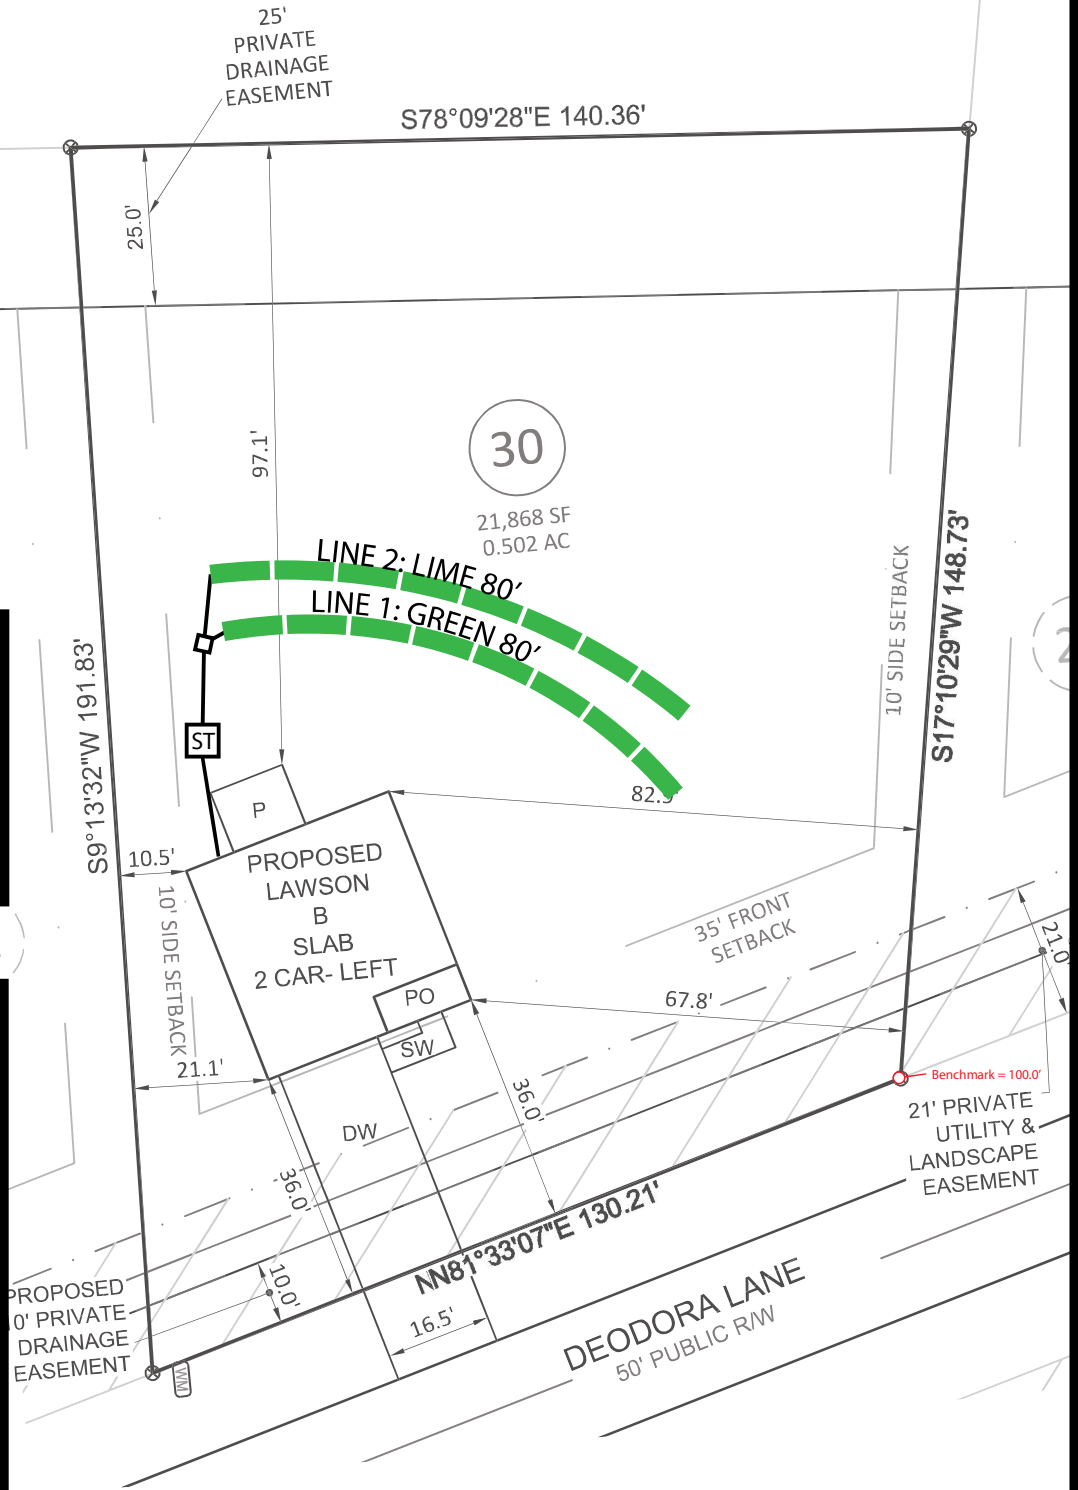 25'
PRIVATE
DRAINAGE
EASEMENT
S78°09'28"E 140.36'
25.0'
97.1'
30
21,868 SF
0.502 AC
LINE 2: LIME 80'
LINE 1: GREEN 80'
10' SIDE SETBACK
S17°10'29"W 148.73'
S9°13'32"W 191.83'
ST
P
82.9'
10.5'
PROPOSED
LAWSON
B
SLAB
2 CAR- LEFT
10' SIDE SETBACK
35' FRONT
SETBACK
21.0'
PO
67.8'
SW
21.1'
36.0'
Benchmark = 100.0'
DW
21' PRIVATE
UTILITY &
LANDSCAPE
EASEMENT
36.0'
NN81°33'07"E 130.21'
10.0'
PROPOSED
0' PRIVATE
DRAINAGE
EASEMENT
16.5'
DEODORA LANE
50' PUBLIC R/W
WM